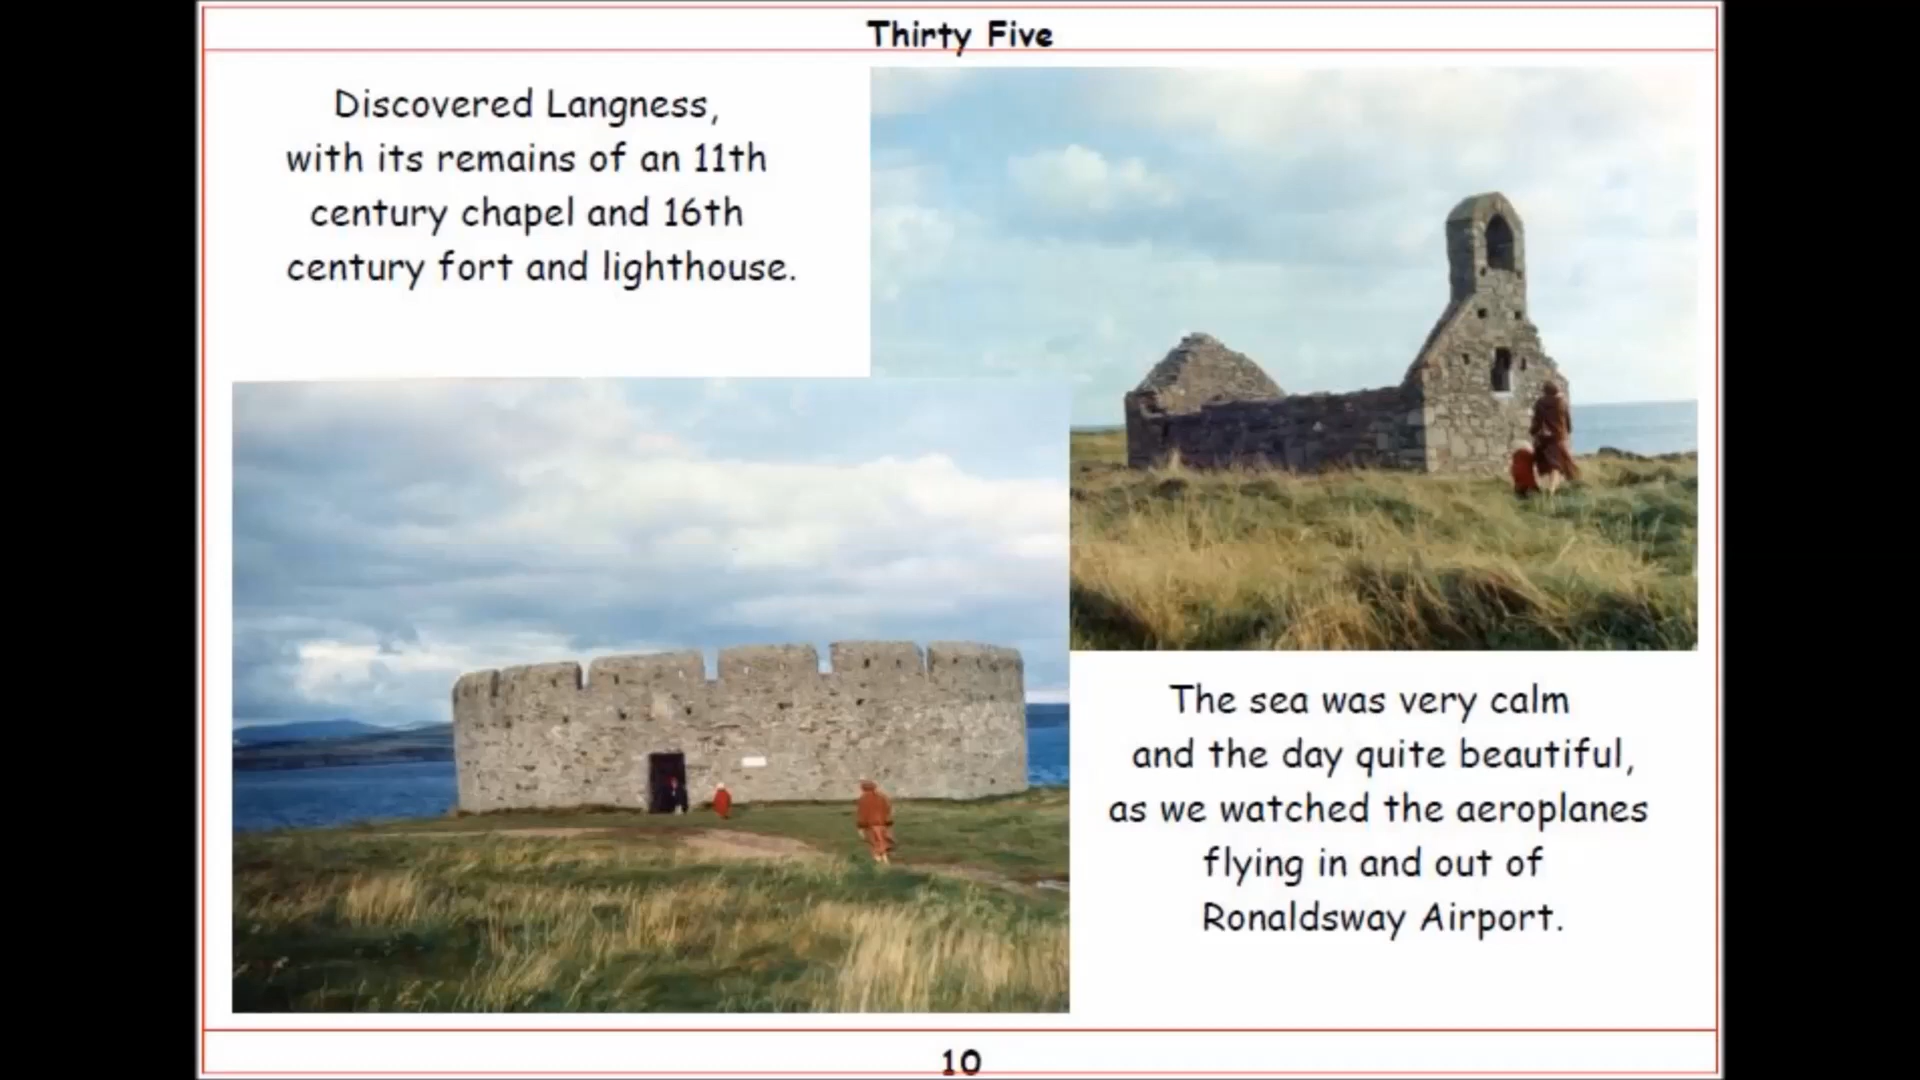 Thirty Five
Discovered Langness,
with its remains of an 11th
century chapel and 16th
century fort and lighthouse.
The sea was very calm
and the day quite beautiful,
as we watched the aeroplanes
flying in and out of
Ronaldsway Airport.
10